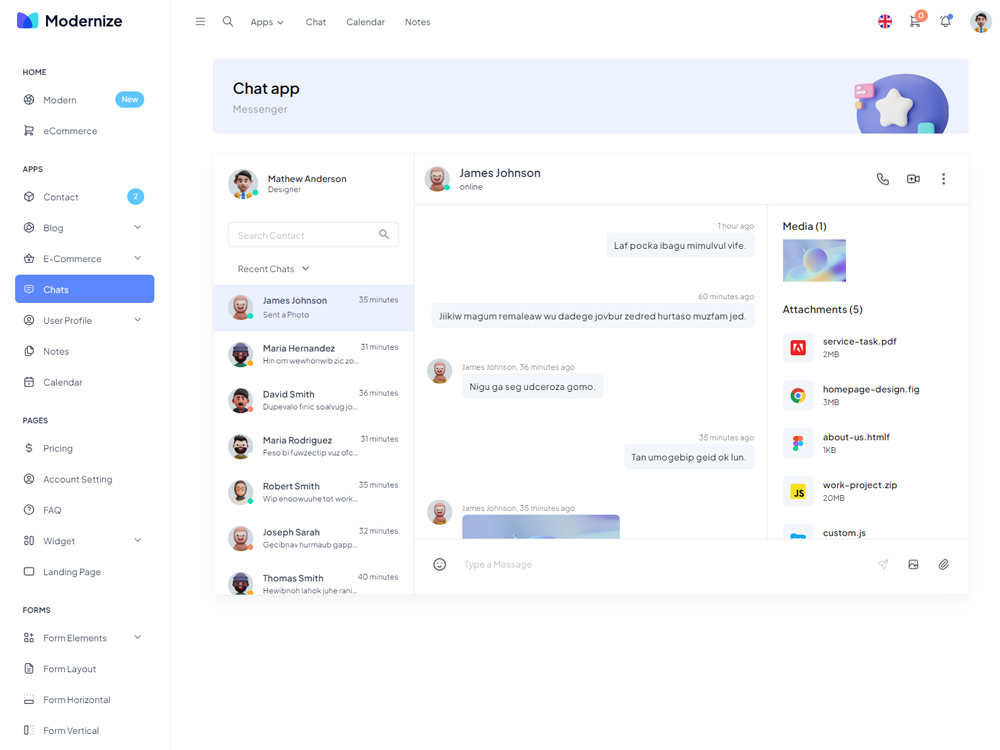 Modernize
Apps
Chat
Calendar
Notes
0
HOME
Modern
New
eCommerce
APPS
Contact
2
Blog
E-Commerce
Chats
User Profile
Notes
Calendar
PAGES
Pricing
Account Setting
FAQ
Widget
Landing Page
FORMS
Form Elements
Form Layout
Form Horizontal
Form Vertical
Chat app
Messenger
Mathew Anderson
Designer
Search Contact
Recent Chats
James Johnson
35 minutes
Sent a Photo
Maria Hernandez
31 minutes
Hin om wewhonwib zic zo...
David Smith
36 minutes
Dupevalo finic soalvug jo...
Maria Rodriguez
31 minutes
Feso bi fuwzectip vuz ofc...
Robert Smith
35 minutes
Wip enoowuuhe tot work...
Joseph Sarah
32 minutes
Gecibnav hurmaub gapp...
Thomas Smith
40 minutes
Hewibnoh lahok juhe rani...
James Johnson
online
1 hour ago
Laf pocka ibagu mimulvul vife.
60 minutes ago
Jiikiw magum remaleaw wu dadege jovbur zedred hurtaso muzfam jed.
James Johnson, 36 minutes ago
Nigu ga seg udceroza gomo.
35 minutes ago
Tan umogebip geid ok lun.
James Johnson, 35 minutes ago
Type a Message
Media (1)
Attachments (5)
service-task.pdf
2MB
homepage-design.fig
3MB
about-us.htmlf
1KB
JS
work-project.zip
20MB
custom.js